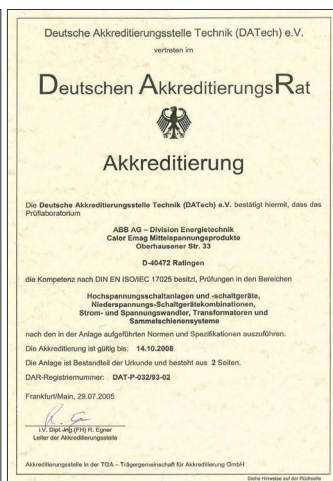 Deutsche Akkreditierungsstelle Technik (DATech) e.V.
vertreten im
Deutschen AkkreditierungsRat
Akkreditierung
Die Deutsche Akkreditierungsstelle Technik (DATech) e.V. bestätigt hiermit, dass das
Prüflaboratorium
ABB AG – Division Energietechnik
Calor Emag Mittelspannungsprodukte
Oberhausener Str. 33
D-40472 Ratingen
die Kompetenz nach DIN EN ISO/IEC 17025 besitzt, Prüfungen in den Bereichen
Hochspannungsschaltanlagen und -schaltgeräte,
Niederspannungs-Schaltgerätekombinationen,
Strom- und Spannungswandler, Transformatoren und
Sammelschienensysteme
nach den in der Anlage aufgeführten Normen und Spezifikationen auszuführen.
Die Akkreditierung ist gültig bis: 14.10.2008
Die Anlage ist Bestandteil der Urkunde und besteht aus 2 Seiten.
DAR-Registriernummer: DAT-P-032/93-02
Frankfurt/Main, 29.07.2005
i.V. Dipl.-Ing.(FH) R. Egner
Leiter der Akkreditierungsstelle
Akkreditierungsstelle in der TGA – Trägergemeinschaft für Akkreditierung GmbH
Siehe Hinweise auf der Rückseite